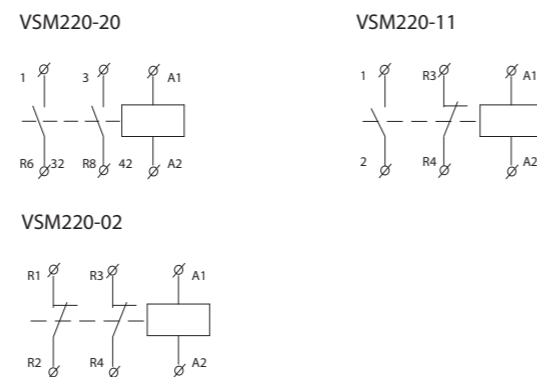 VSM220-20
VSM220-11
1 3 A1
R6 32 R8 42 A2
1 R3 A1
2 R4 A2
VSM220-02
R1 R3 A1
R2 R4 A2